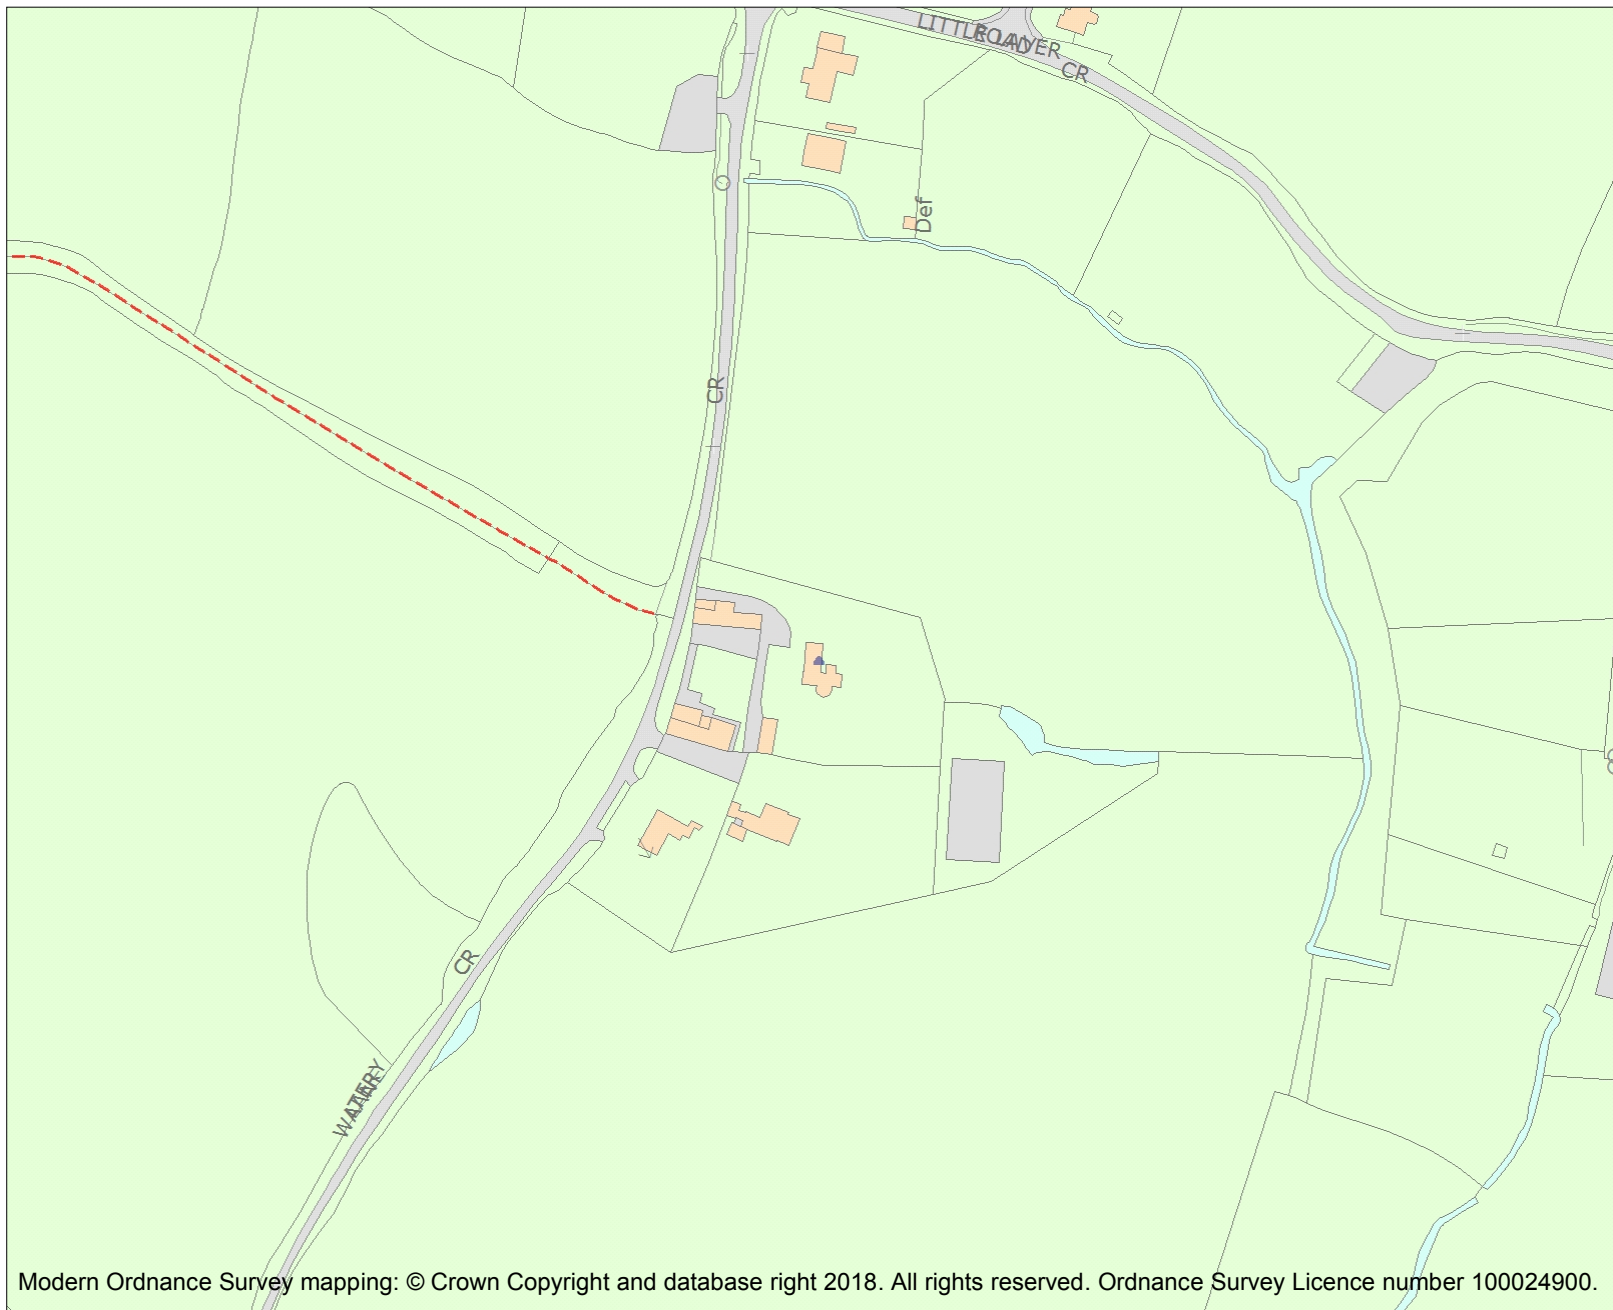 LITTLE LAVER
ROAD
CR
Def
CR
CR
WATERY
LANE
Modern Ordnance Survey mapping: © Crown Copyright and database right 2018. All rights reserved. Ordnance Survey Licence number 100024900.